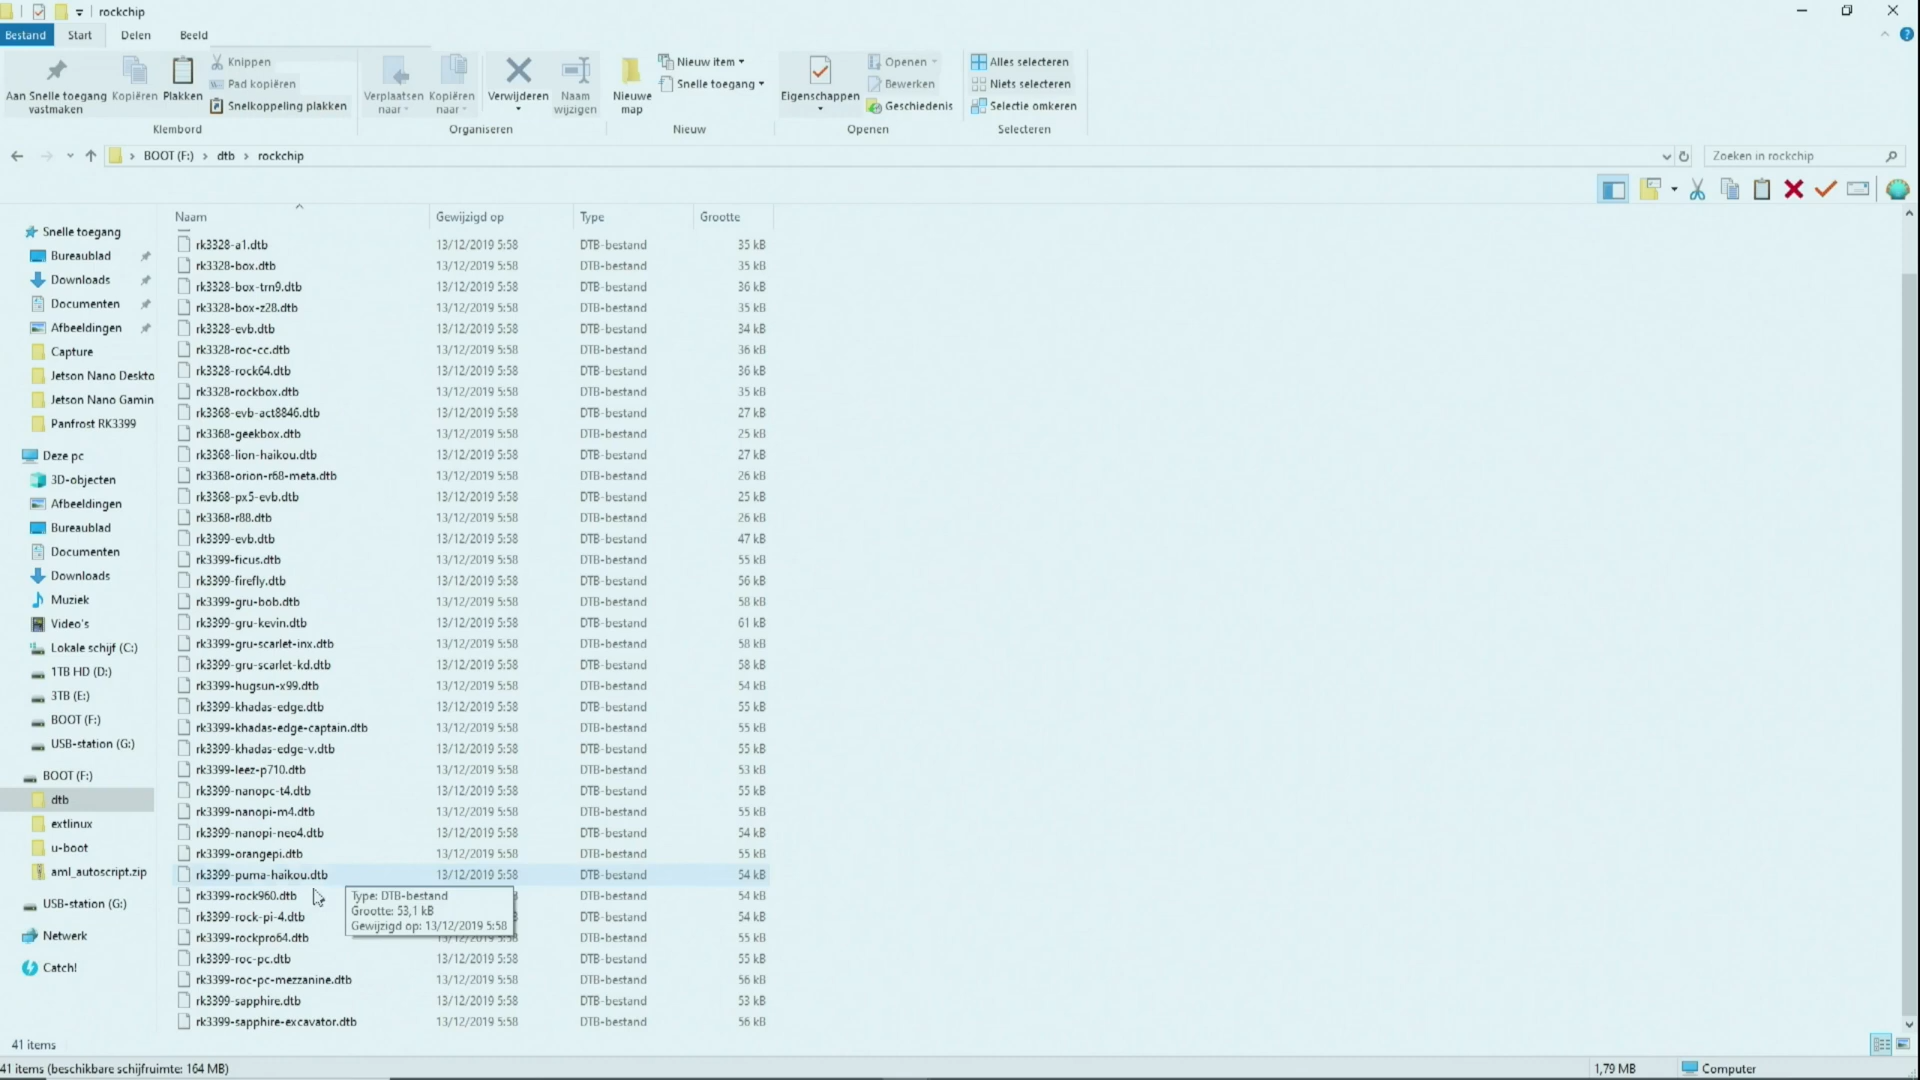 rockchip
Bestand Start Delen Beeld
Aan Snelle toegang vastmaken
Kopiëren
Plakken
Knippen
Pad kopiëren
Snelkoppeling plakken
Klembord
Verplaatsen naar
Kopiëren naar
Verwijderen
Naam wijzigen
Organiseren
Nieuwe map
Nieuw item
Snelle toegang
Nieuw
Eigenschappen
Openen
Bewerken
Geschiedenis
Openen
Alles selecteren
Niets selecteren
Selectie omkeren
Selecteren
BOOT (F:) > dtb > rockchip
Zoeken in rockchip
Snelle toegang
Bureaublad
Downloads
Documenten
Afbeeldingen
Capture
Jetson Nano Deskto
Jetson Nano Gamin
Panfrost RK3399
Deze pc
3D-objecten
Afbeeldingen
Bureaublad
Documenten
Downloads
Muziek
Video's
Lokale schijf (C:)
1TB HD (D:)
3TB (E:)
BOOT (F:)
USB-station (G:)
BOOT (F:)
dtb
extlinux
u-boot
aml_autoscript.zip
USB-station (G:)
Netwerk
Catch!
Naam Gewijzigd op Type Grootte
rk3328-a1.dtb 13/12/2019 5:58 DTB-bestand 35 kB
rk3328-box.dtb 13/12/2019 5:58 DTB-bestand 35 kB
rk3328-box-trn9.dtb 13/12/2019 5:58 DTB-bestand 36 kB
rk3328-box-z28.dtb 13/12/2019 5:58 DTB-bestand 35 kB
rk3328-evb.dtb 13/12/2019 5:58 DTB-bestand 34 kB
rk3328-roc-cc.dtb 13/12/2019 5:58 DTB-bestand 36 kB
rk3328-rock64.dtb 13/12/2019 5:58 DTB-bestand 36 kB
rk3328-rockbox.dtb 13/12/2019 5:58 DTB-bestand 35 kB
rk3368-evb-act8846.dtb 13/12/2019 5:58 DTB-bestand 27 kB
rk3368-geekbox.dtb 13/12/2019 5:58 DTB-bestand 25 kB
rk3368-lion-haikou.dtb 13/12/2019 5:58 DTB-bestand 27 kB
rk3368-orion-r68-meta.dtb 13/12/2019 5:58 DTB-bestand 26 kB
rk3368-px5-evb.dtb 13/12/2019 5:58 DTB-bestand 25 kB
rk3368-r88.dtb 13/12/2019 5:58 DTB-bestand 26 kB
rk3399-evb.dtb 13/12/2019 5:58 DTB-bestand 47 kB
rk3399-ficus.dtb 13/12/2019 5:58 DTB-bestand 55 kB
rk3399-firefly.dtb 13/12/2019 5:58 DTB-bestand 56 kB
rk3399-gru-bob.dtb 13/12/2019 5:58 DTB-bestand 58 kB
rk3399-gru-kevin.dtb 13/12/2019 5:58 DTB-bestand 61 kB
rk3399-gru-scarlet-inx.dtb 13/12/2019 5:58 DTB-bestand 58 kB
rk3399-gru-scarlet-kd.dtb 13/12/2019 5:58 DTB-bestand 58 kB
rk3399-hugsun-x99.dtb 13/12/2019 5:58 DTB-bestand 54 kB
rk3399-khadas-edge.dtb 13/12/2019 5:58 DTB-bestand 55 kB
rk3399-khadas-edge-captain.dtb 13/12/2019 5:58 DTB-bestand 55 kB
rk3399-khadas-edge-v.dtb 13/12/2019 5:58 DTB-bestand 55 kB
rk3399-leez-p710.dtb 13/12/2019 5:58 DTB-bestand 53 kB
rk3399-nanopc-t4.dtb 13/12/2019 5:58 DTB-bestand 55 kB
rk3399-nanopi-m4.dtb 13/12/2019 5:58 DTB-bestand 55 kB
rk3399-nanopi-neo4.dtb 13/12/2019 5:58 DTB-bestand 54 kB
rk3399-orangepi.dtb 13/12/2019 5:58 DTB-bestand 55 kB
rk3399-puma-haikou.dtb 13/12/2019 5:58 DTB-bestand 54 kB
rk3399-rock960.dtb DTB-bestand 54 kB
rk3399-rock-pi-4.dtb DTB-bestand 54 kB
rk3399-rockpro64.dtb 13/12/2019 5:58 DTB-bestand 55 kB
rk3399-roc-pc.dtb 13/12/2019 5:58 DTB-bestand 55 kB
rk3399-roc-pc-mezzanine.dtb 13/12/2019 5:58 DTB-bestand 56 kB
rk3399-sapphire.dtb 13/12/2019 5:58 DTB-bestand 53 kB
rk3399-sapphire-excavator.dtb 13/12/2019 5:58 DTB-bestand 56 kB
Type: DTB-bestand
Grootte: 53,1 kB
Gewijzigd op: 13/12/2019 5:58
41 items
41 items (beschikbare schijfruimte: 164 MB) 1,79 MB Computer